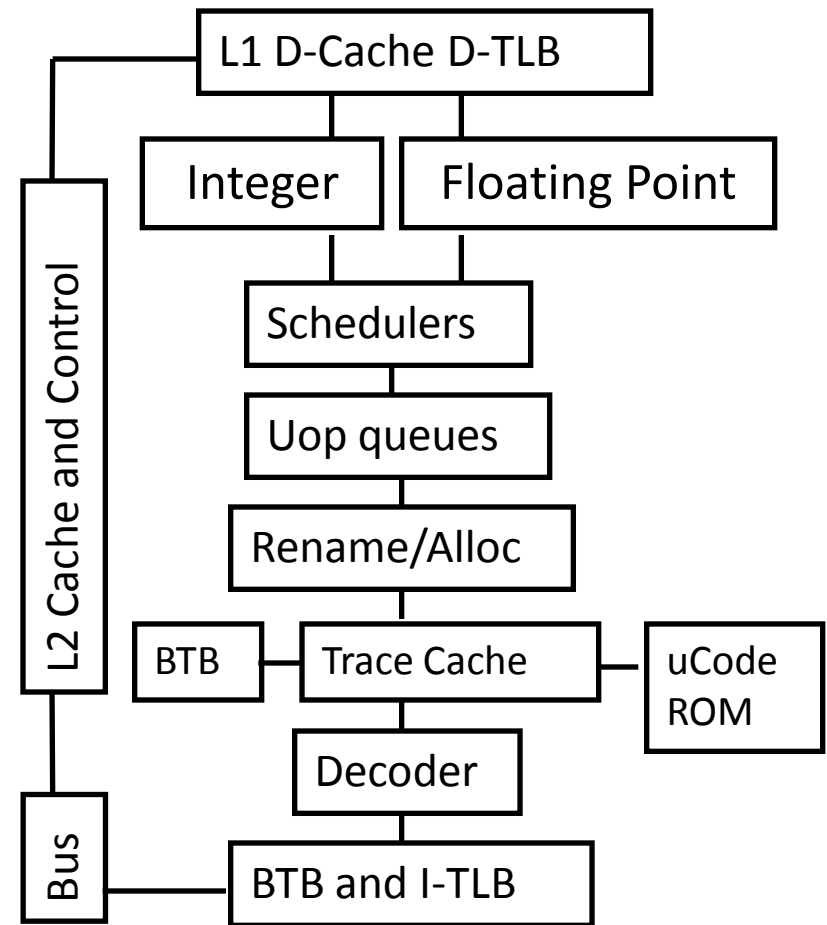 L1 D-Cache D-TLB
Integer
Floating Point
L2 Cache and Control
Schedulers
Uop queues
Rename/Alloc
BTB
Trace Cache
uCode
ROM
Decoder
Bus
BTB and I-TLB